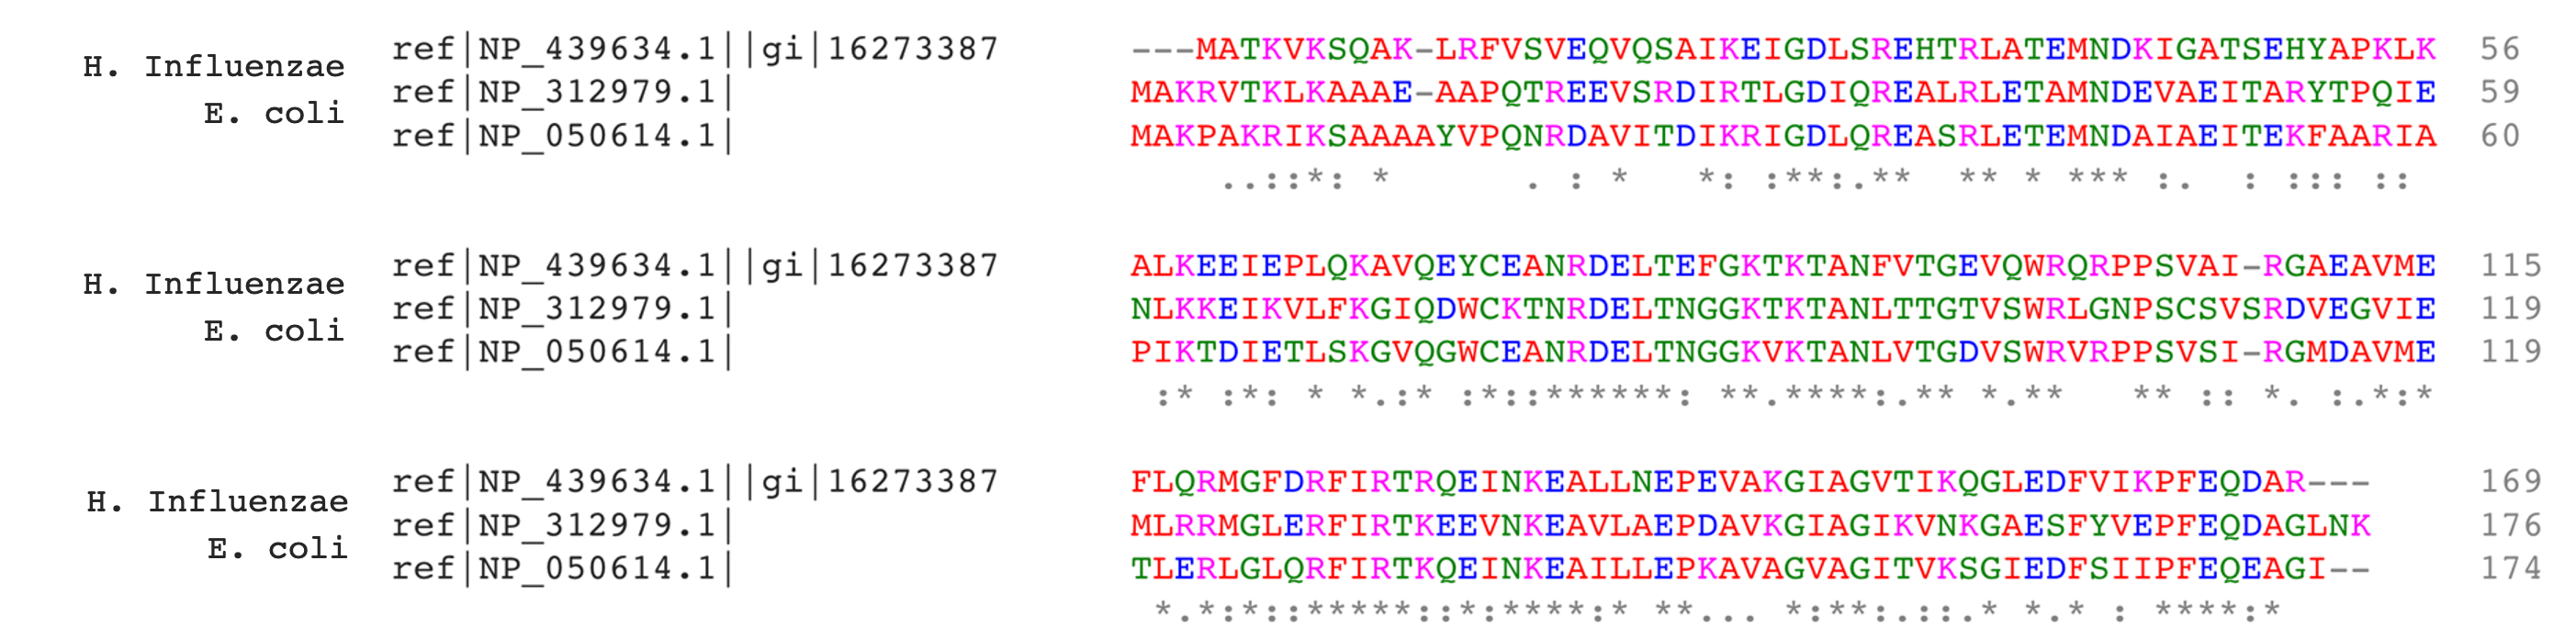 H. Influenzae ref|NP_439634.1||gi|16273387 ---MATKVKSQAK-LRFVSVEQVQSAIKEIGDLSREHTRLATEMNDKIGATSEHYAPKLK 56
E. coli ref|NP_312979.1| MAKRVTKLKAAAE-AAPQTREEVSRDIRTLGDIQREALRLETAMNDEVAEITARYTPQIE 59
ref|NP_050614.1| MAKPAKRIKSAAAAYVPQNRDAVITDIKRIGDLQREASRLETEMNDAIAEITEKFAARIA 60
..::*: * . : * *: :**:.** ** * *** :. : ::: ::
H. Influenzae ref|NP_439634.1||gi|16273387 ALKEEIEPLQKAVQEYCEANRDELTEFGKTKTANFVTGEVQWRQRPPSVAI-RGAEAVME 115
E. coli ref|NP_312979.1| NLKKEIKVLFKGIQDWCKTNRDELTNGGKTKTANLTTGTVSWRLGNPSCSVSRDVEGVIE 119
ref|NP_050614.1| PIKTDIETLSKGVQGWCEANRDELTNGGKVKTANLVTGDVSWRVRPPSVSI-RGMDAVME 119
:* :*: * *.:* :*::******: **.****:.** *.** ** :: *. :.*:*
H. Influenzae ref|NP_439634.1||gi|16273387 FLQRMGFDRFIRTRQEINKEALLNEPEVAKGIAGVTIKQGLEDFVIKPFEQDAR--- 169
E. coli ref|NP_312979.1| MLRRMGLERFIRTKEEVNKEAVLAEPDAVKGIAGIKVNKGAESFYVEPFEQDAGLNK 176
ref|NP_050614.1| TLERLGLQRFIRTKQEINKEAILLEPKAVAGVAGITVKSGIEDFSIIPFEQEAGI-- 174
*.*:*::*****::*:****:* **... *:**:.::.* *.* : ****:*